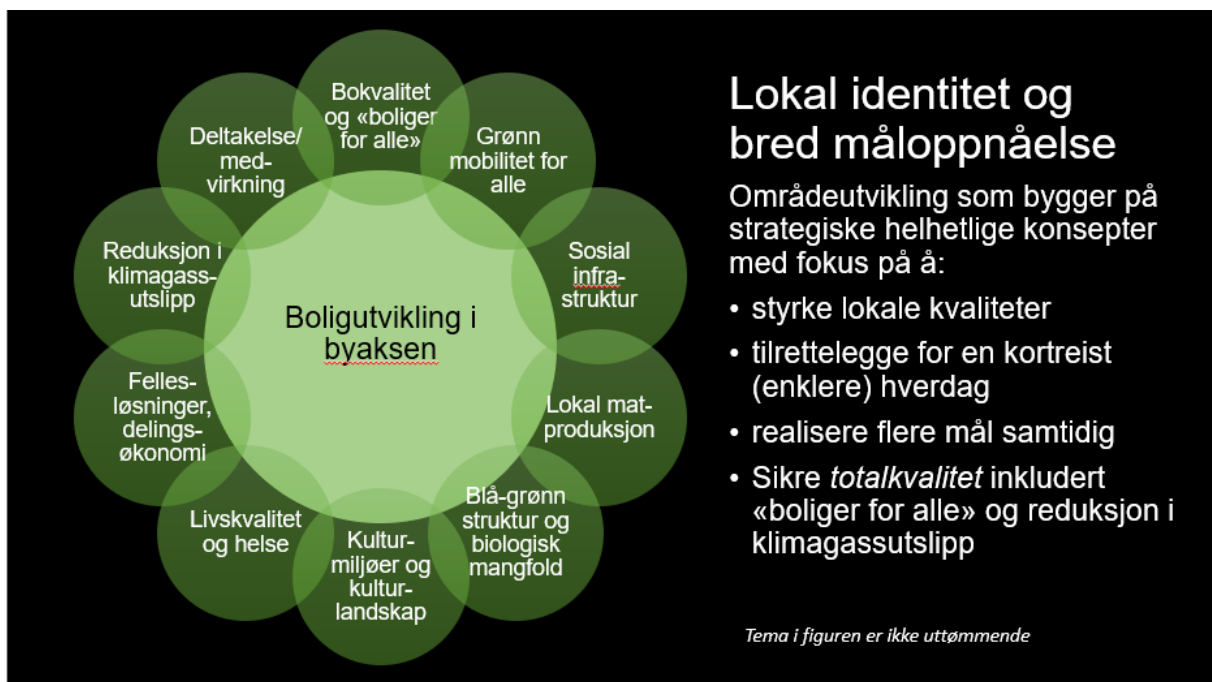 Bokvalitet
og «boliger
for alle»
Grønn
mobilitet for
alle
Sosial
infra-
struktur
Lokal mat-
produksjon
Blå-grønn
struktur og
biologisk
mangfold
Kultur-
miljøer og
kultur-
landskap
Livskvalitet
og helse
Felles-
løsninger,
delings-
økonomi
Reduksjon i
klimagass-
utslipp
Deltakelse/
med-
virkning
Boligutvikling i
byaksen
Lokal identitet og
bred måloppnåelse
Områdeutvikling som bygger på
strategiske helhetlige konsepter
med fokus på å:
• styrke lokale kvaliteter
• tilrettelegge for en kortreist
(enklere) hverdag
• realisere flere mål samtidig
• Sikre totalkvalitet inkludert
«boliger for alle» og reduksjon i
klimagassutslipp
Tema i figuren er ikke uttømmende